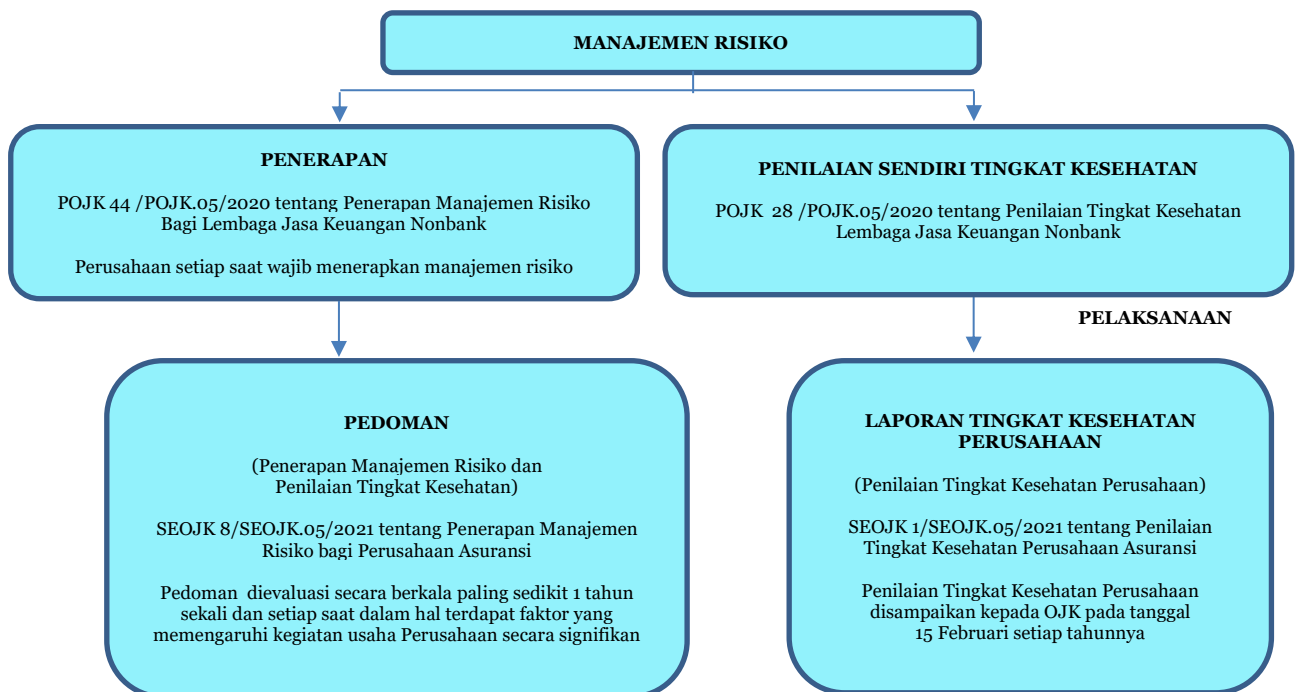 MANAJEMEN RISIKO
PENERAPAN
POJK 44 /POJK.05/2020 tentang Penerapan Manajemen Risiko
Bagi Lembaga Jasa Keuangan Nonbank
Perusahaan setiap saat wajib menerapkan manajemen risiko
PENILAIAN SENDIRI TINGKAT KESEHATAN
POJK 28 /POJK.05/2020 tentang Penilaian Tingkat Kesehatan
Lembaga Jasa Keuangan Nonbank
PELAKSANAAN
PEDOMAN
(Penerapan Manajemen Risiko dan
Penilaian Tingkat Kesehatan)
SEOJK 8/SEOJK.05/2021 tentang Penerapan Manajemen
Risiko bagi Perusahaan Asuransi
Pedoman dievaluasi secara berkala paling sedikit 1 tahun
sekali dan setiap saat dalam hal terdapat faktor yang
memengaruhi kegiatan usaha Perusahaan secara signifikan
LAPORAN TINGKAT KESEHATAN
PERUSAHAAN
(Penilaian Tingkat Kesehatan Perusahaan)
SEOJK 1/SEOJK.05/2021 tentang Penilaian
Tingkat Kesehatan Perusahaan Asuransi
Penilaian Tingkat Kesehatan Perusahaan
disampaikan kepada OJK pada tanggal
15 Februari setiap tahunnya